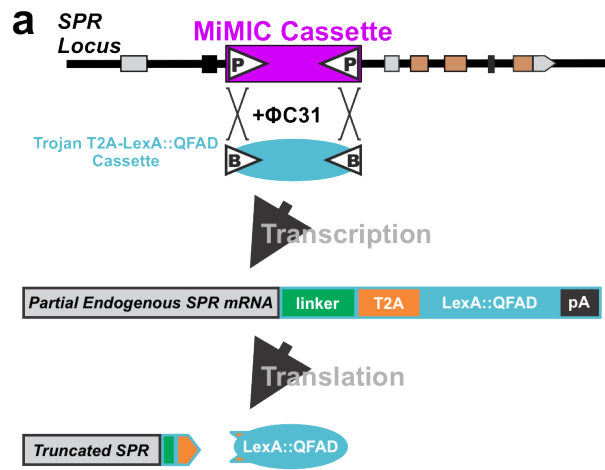 a
SPR
Locus
MiMIC Cassette
P
P
+ΦC31
Trojan T2A-LexA::QFAD
Cassette
B
B
Transcription
Partial Endogenous SPR mRNA
linker
T2A
LexA::QFAD
pA
Translation
Truncated SPR
LexA::QFAD